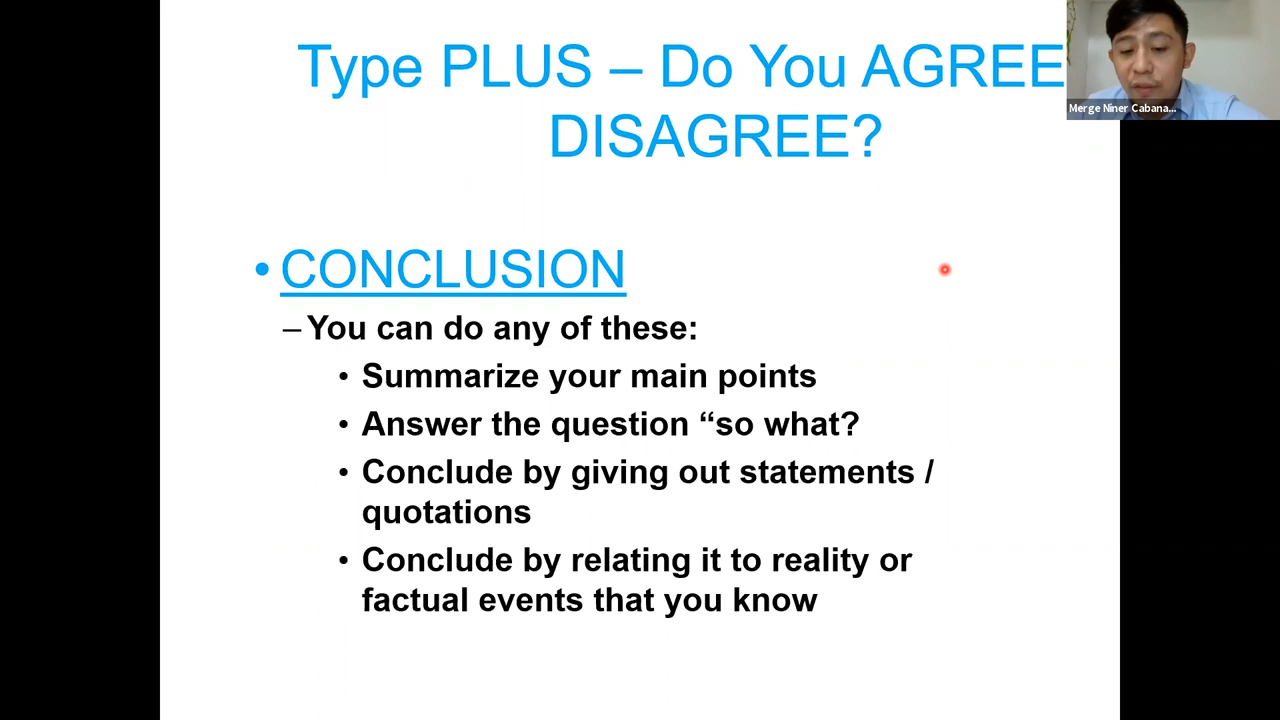 Type PLUS – Do You AGREE
DISAGREE?
Merge Niner Cabana...
• CONCLUSION
– You can do any of these:
• Summarize your main points
• Answer the question “so what?
• Conclude by giving out statements /
quotations
• Conclude by relating it to reality or
factual events that you know